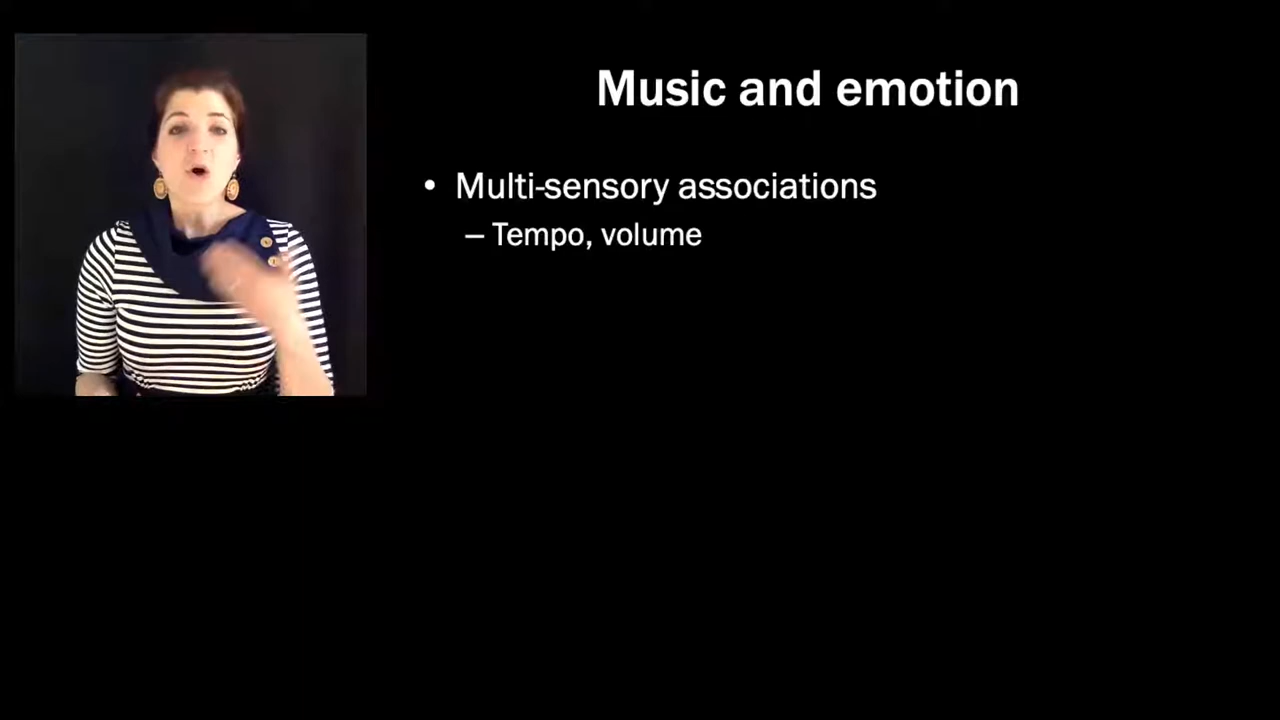 Music and emotion
• Multi-sensory associations
– Tempo, volume